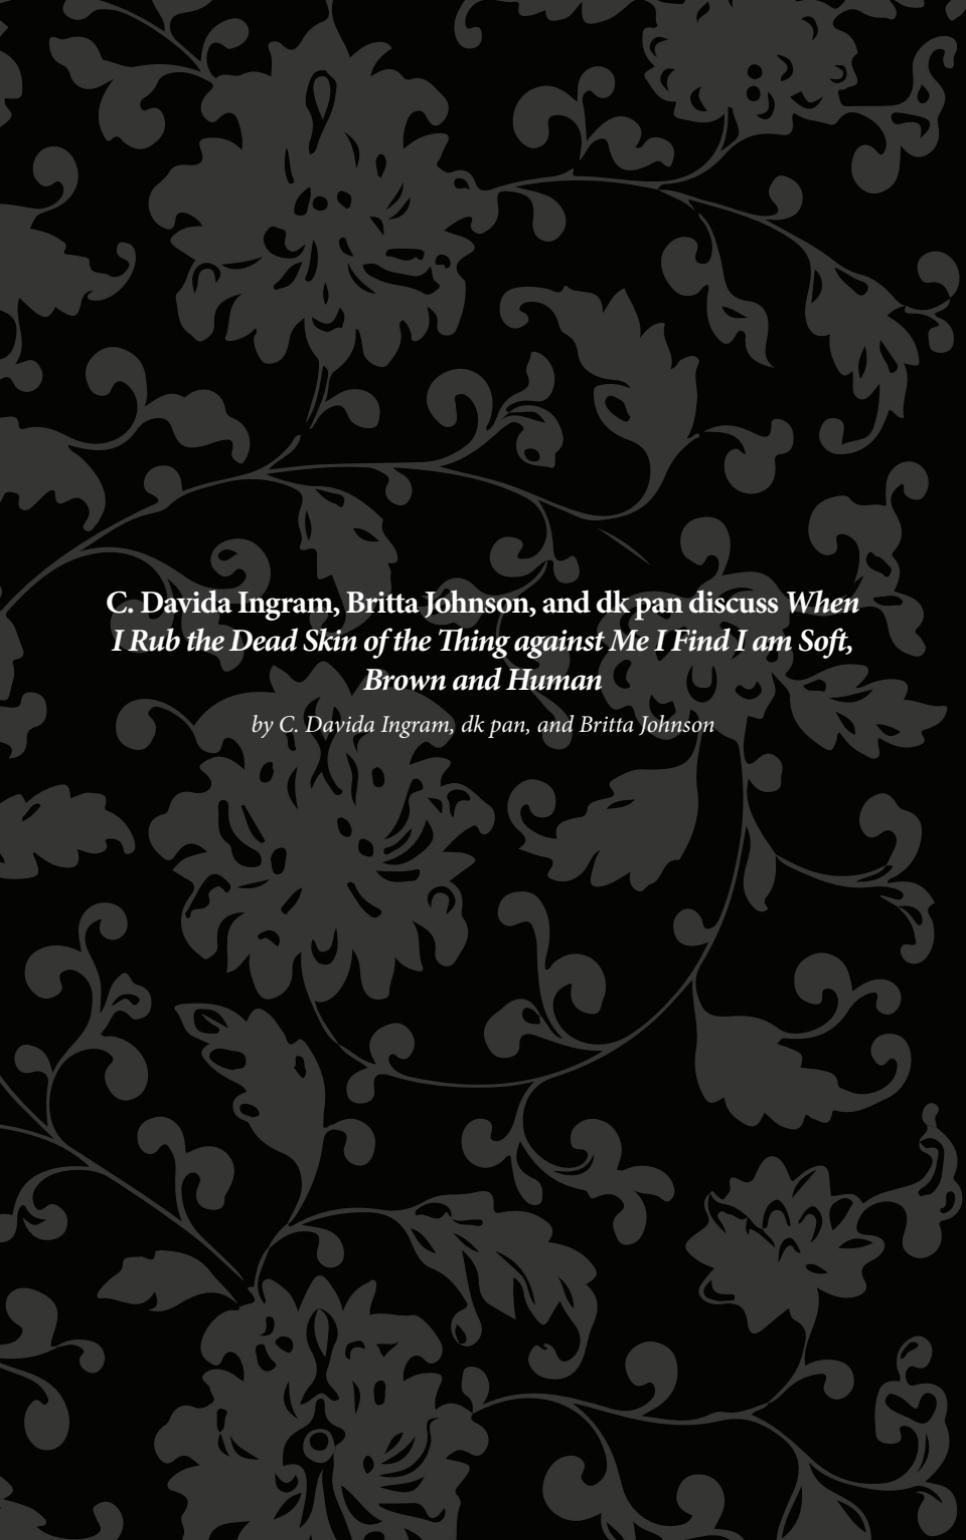 C. Davida Ingram, Britta Johnson, and dk pan discuss When
I Rub the Dead Skin of the Thing against Me I Find I am Soft,
Brown and Human
by C. Davida Ingram, dk pan, and Britta Johnson